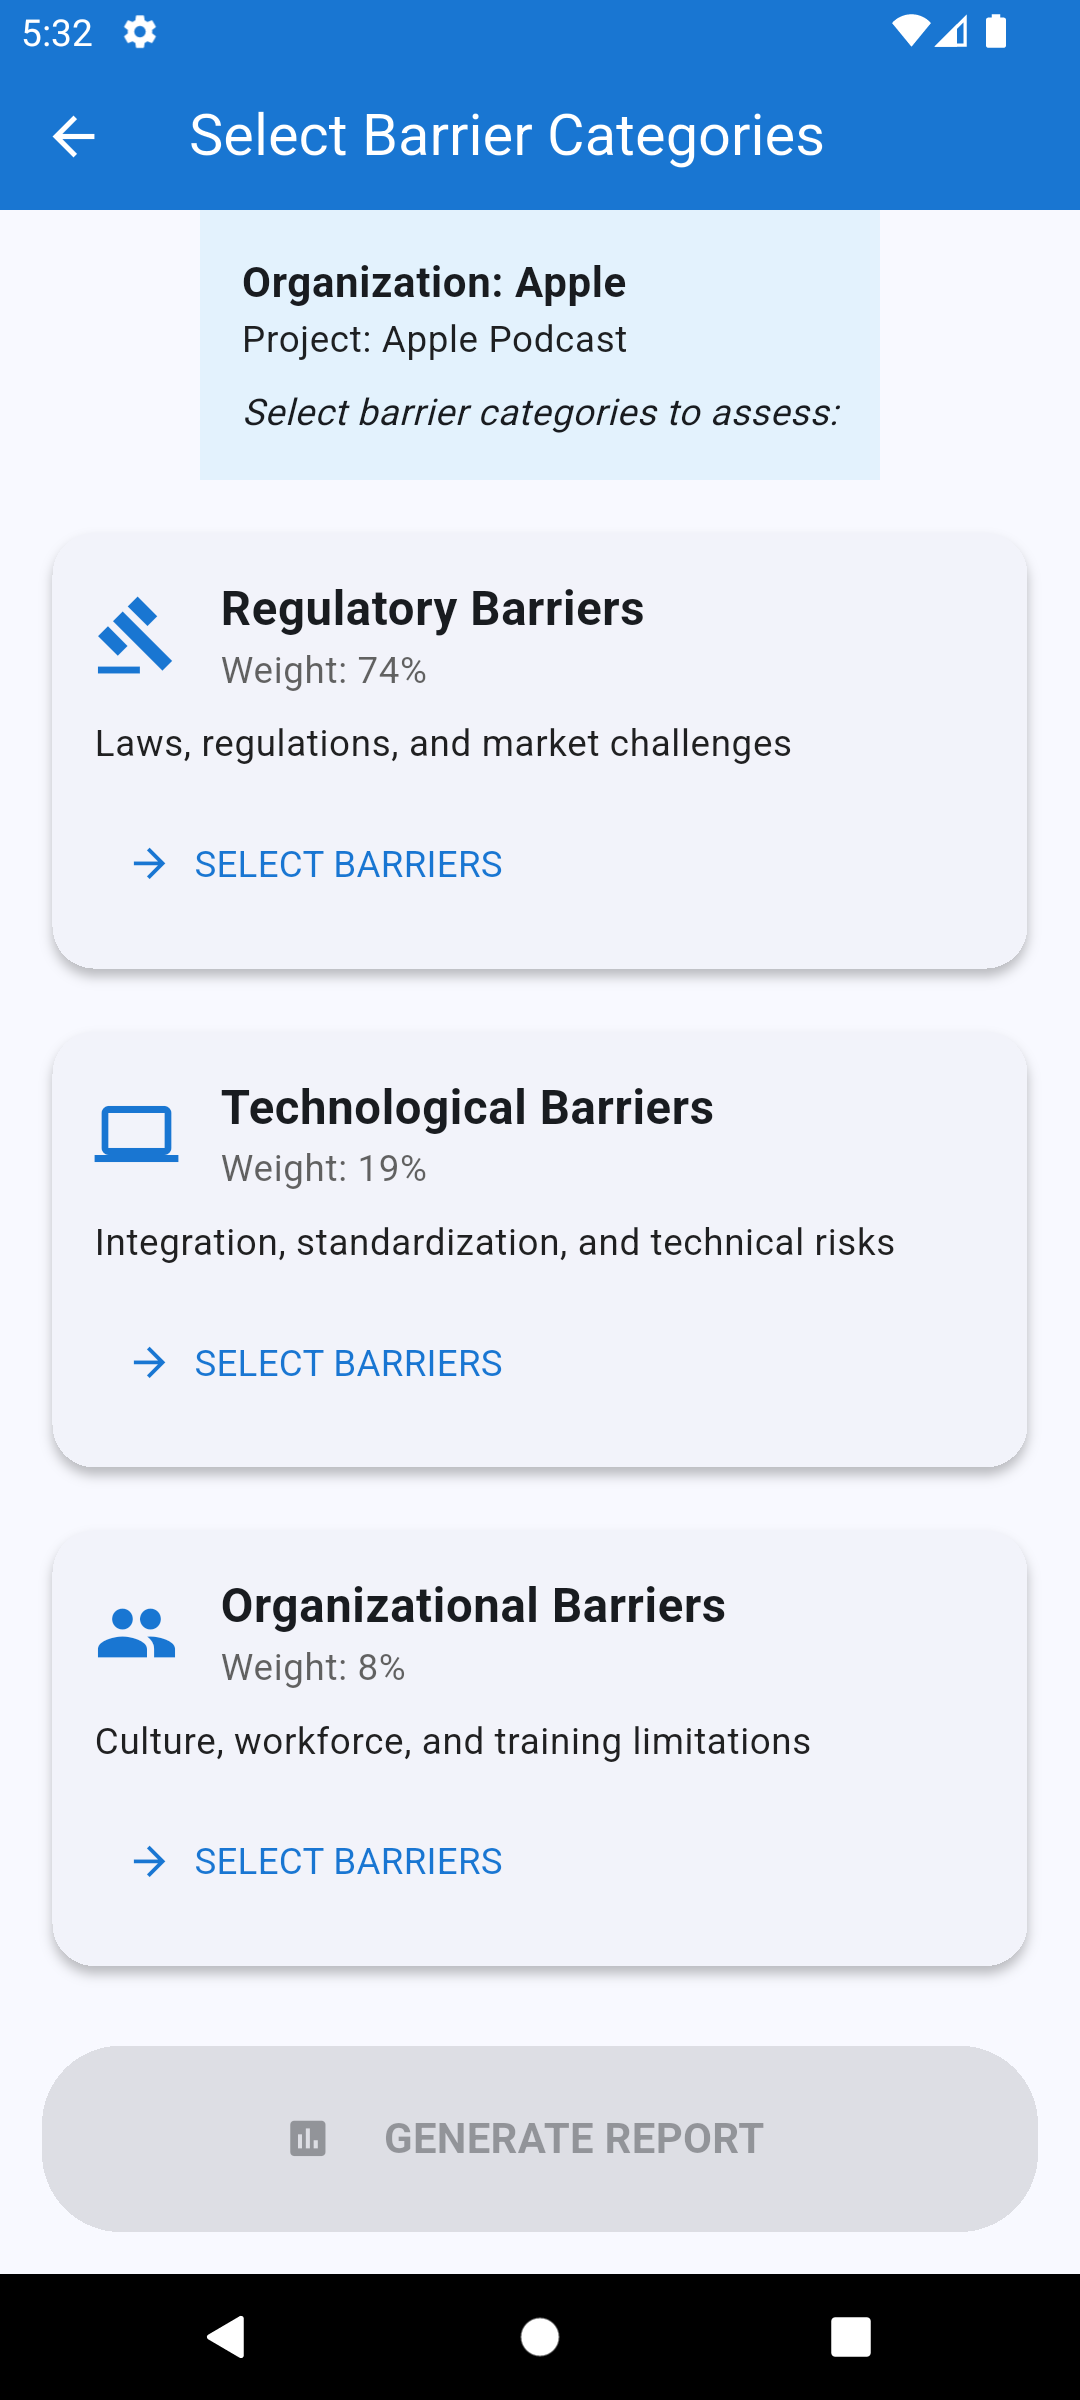 5:32
Select Barrier Categories
Organization: Apple
Project: Apple Podcast
Select barrier categories to assess:
Regulatory Barriers
Weight: 74%
Laws, regulations, and market challenges
SELECT BARRIERS
Technological Barriers
Weight: 19%
Integration, standardization, and technical risks
SELECT BARRIERS
Organizational Barriers
Weight: 8%
Culture, workforce, and training limitations
SELECT BARRIERS
GENERATE REPORT